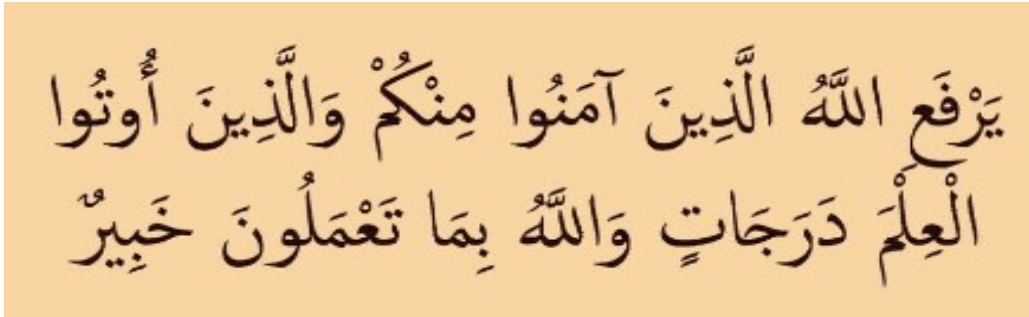 يَرْفَعِ اللَّهُ الَّذِينَ آمَنُوا مِنْكُمْ وَالَّذِينَ أُوتُوا
الْعِلْمَ دَرَجَاتٍ وَاللَّهُ بِمَا تَعْمَلُونَ خَبِيرٌ